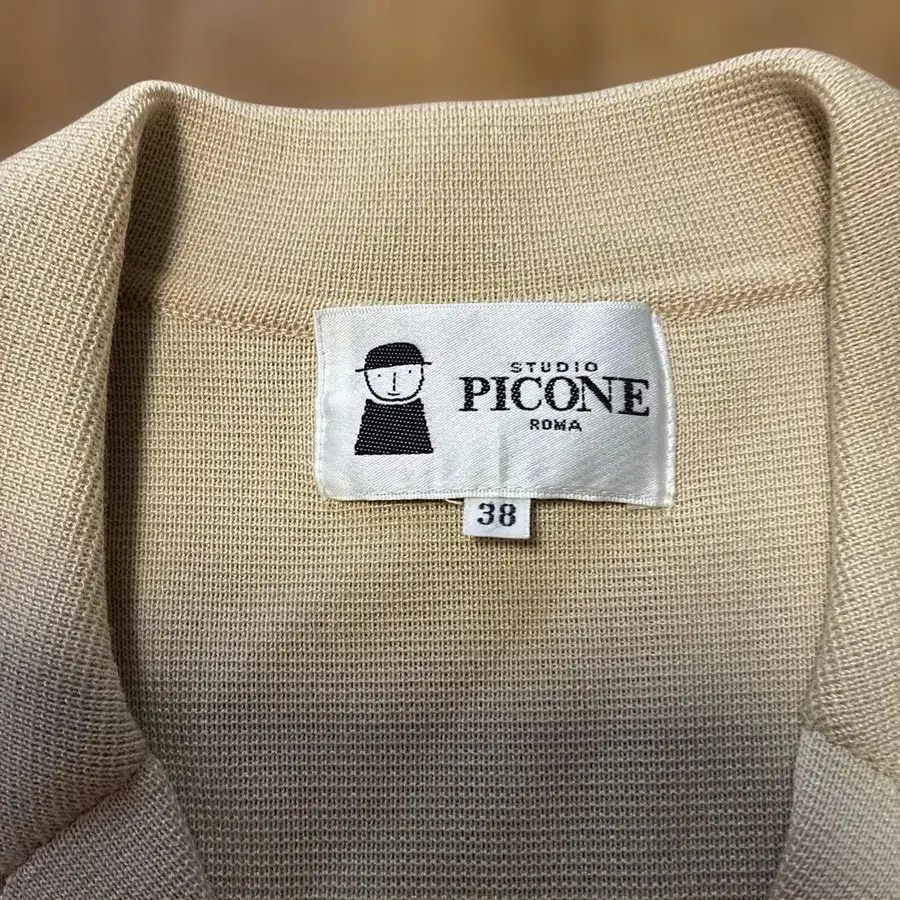 STUDIO
PICONE
ROMA
38